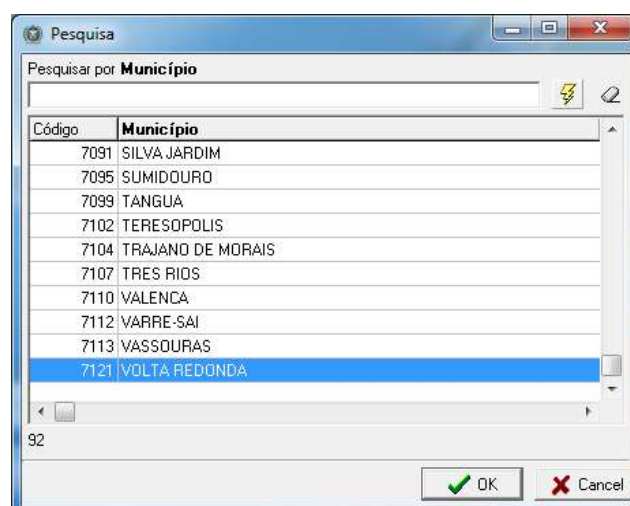 Pesquisa
Pesquisar por Município
Código Município
7091 SILVA JARDIM
7095 SUMIDOURO
7099 TANGUA
7102 TERESOPOLIS
7104 TRAJANO DE MORAIS
7107 TRES RIOS
7110 VALENCA
7112 VARRE-SAI
7113 VASSOURAS
7121 VOLTA REDONDA
92
OK Cancel